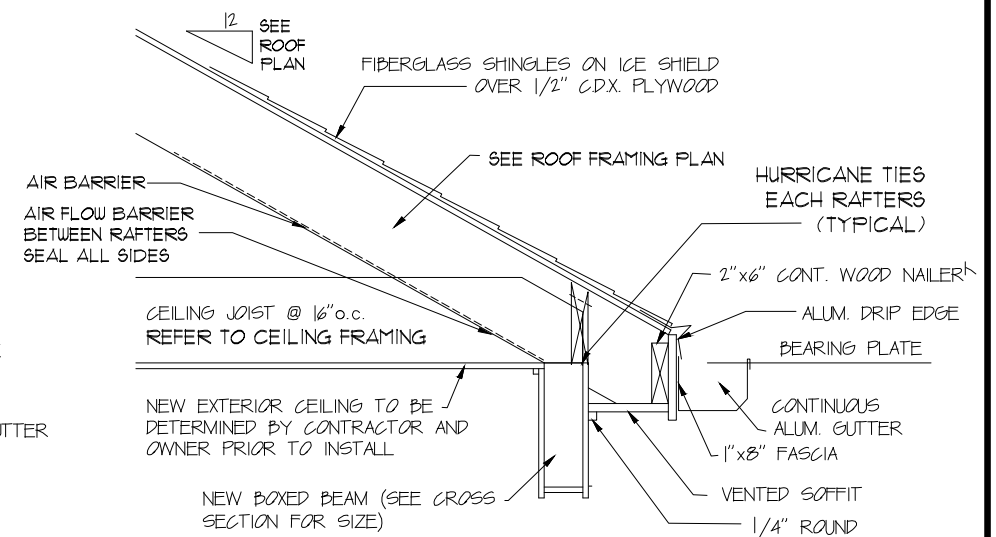 12
SEE
ROOF
PLAN
FIBERGLASS SHINGLES ON ICE SHIELD
OVER 1/2" C.D.X. PLYWOOD
SEE ROOF FRAMING PLAN
HURRICANE TIES
EACH RAFTERS
(TYPICAL)
AIR BARRIER
AIR FLOW BARRIER
BETWEEN RAFTERS
SEAL ALL SIDES
2"x6" CONT. WOOD NAILER
ALUM. DRIP EDGE
BEARING PLATE
CEILING JOIST @ 16"o.c.
REFER TO CEILING FRAMING
NEW EXTERIOR CEILING TO BE
DETERMINED BY CONTRACTOR AND
OWNER PRIOR TO INSTALL
CONTINUOUS
ALUM. GUTTER
1"x8" FASCIA
UTTER
NEW BOXED BEAM (SEE CROSS
SECTION FOR SIZE)
VENTED SOFFIT
1/4" ROUND